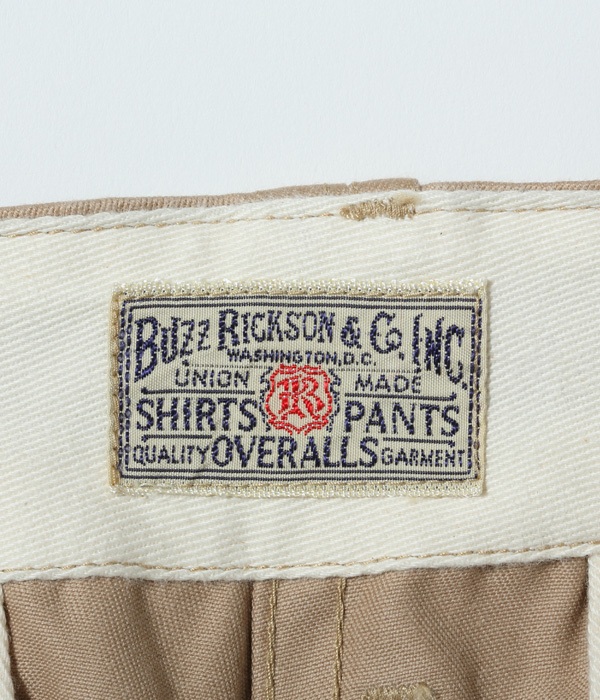 BUZZ RICKSON & CO. INC.
WASHINGTON, D.C.
UNION MADE
R
SHIRTS PANTS
QUALITY OVERALLS GARMENT